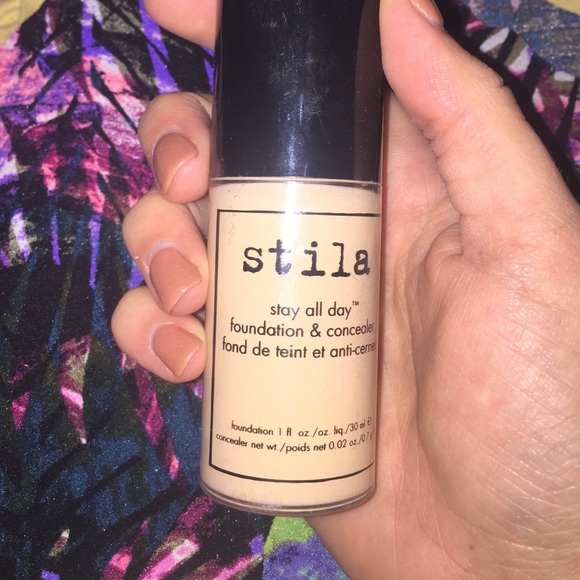 stila
stay all day™
foundation & concealer
fond de teint et anti-cernes
foundation 1 fl oz./oz. liq./30 ml e
concealer net wt./poids net 0.02 oz./0.7 g